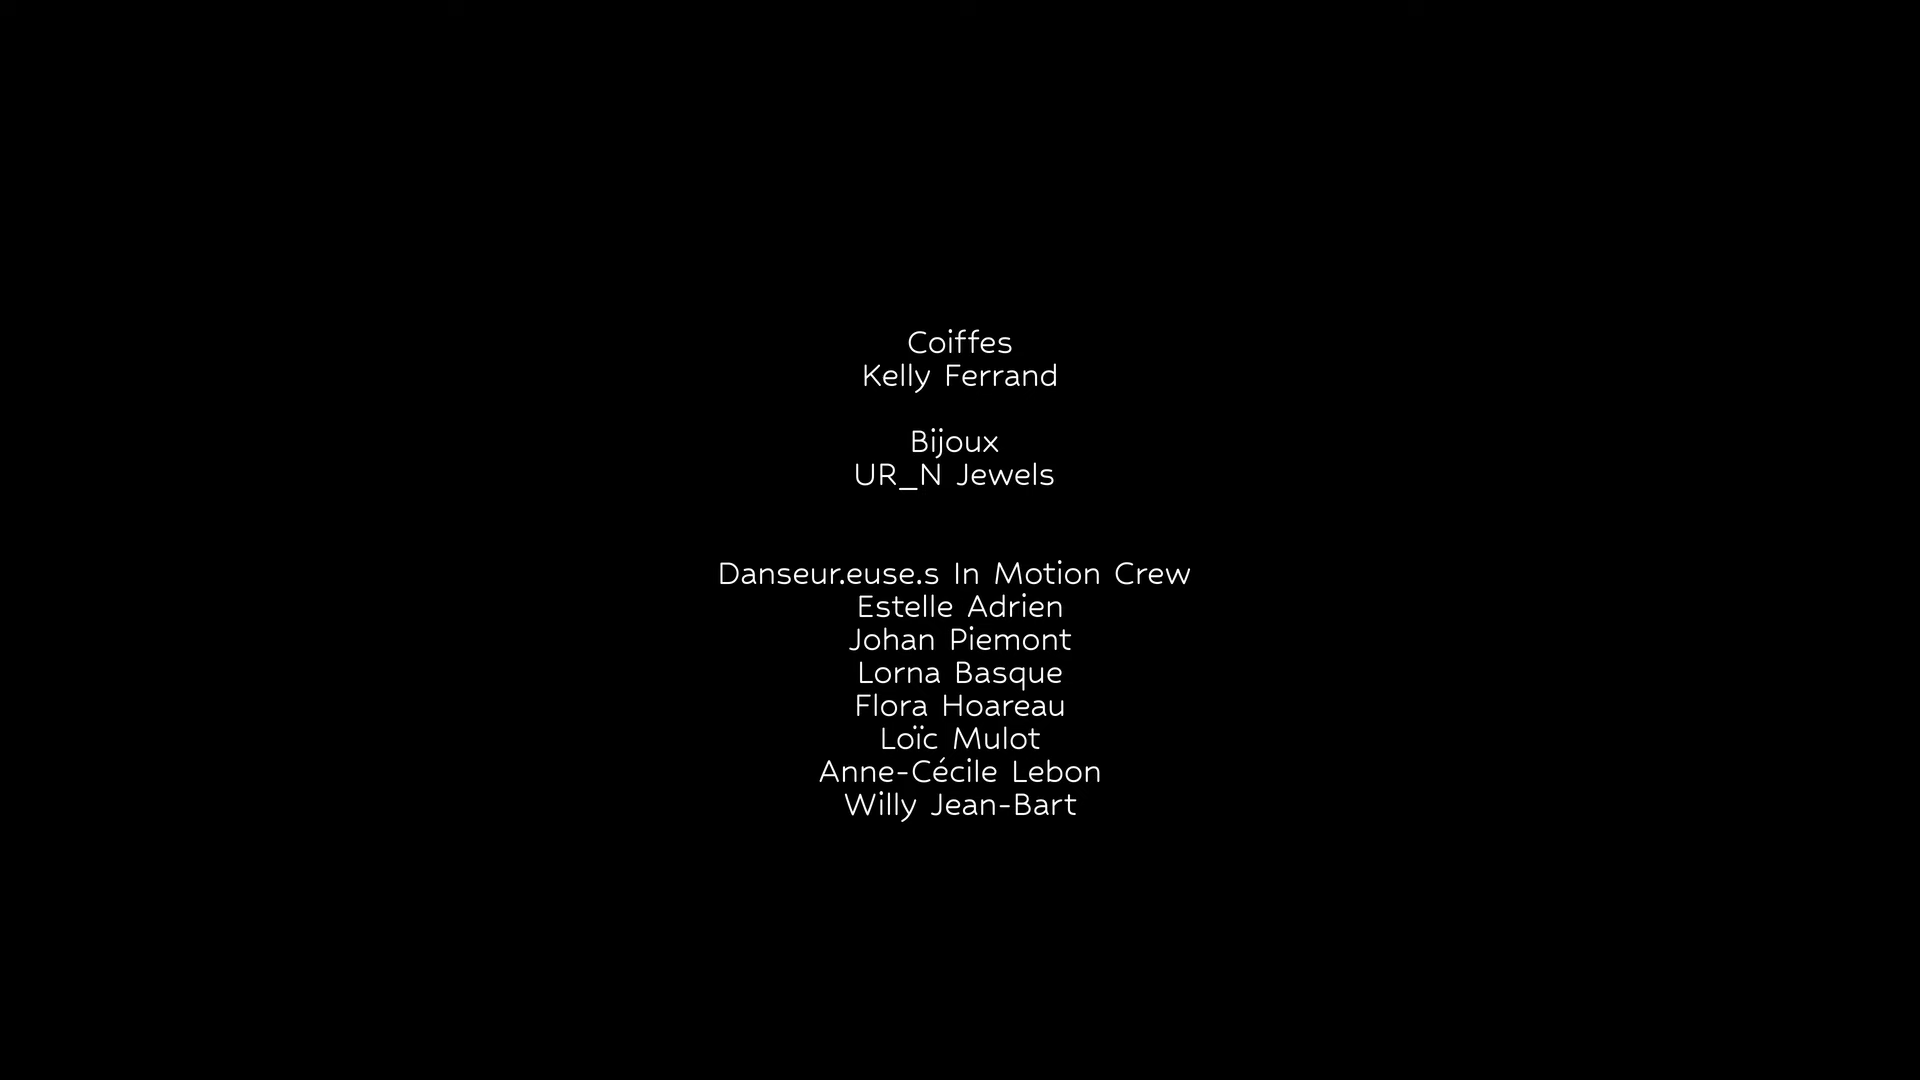 Coiffes
Kelly Ferrand
Bijoux
UR_N Jewels
Danseur.euse.s In Motion Crew
Estelle Adrien
Johan Piemont
Lorna Basque
Flora Hoareau
Loïc Mulot
Anne-Cécile Lebon
Willy Jean-Bart